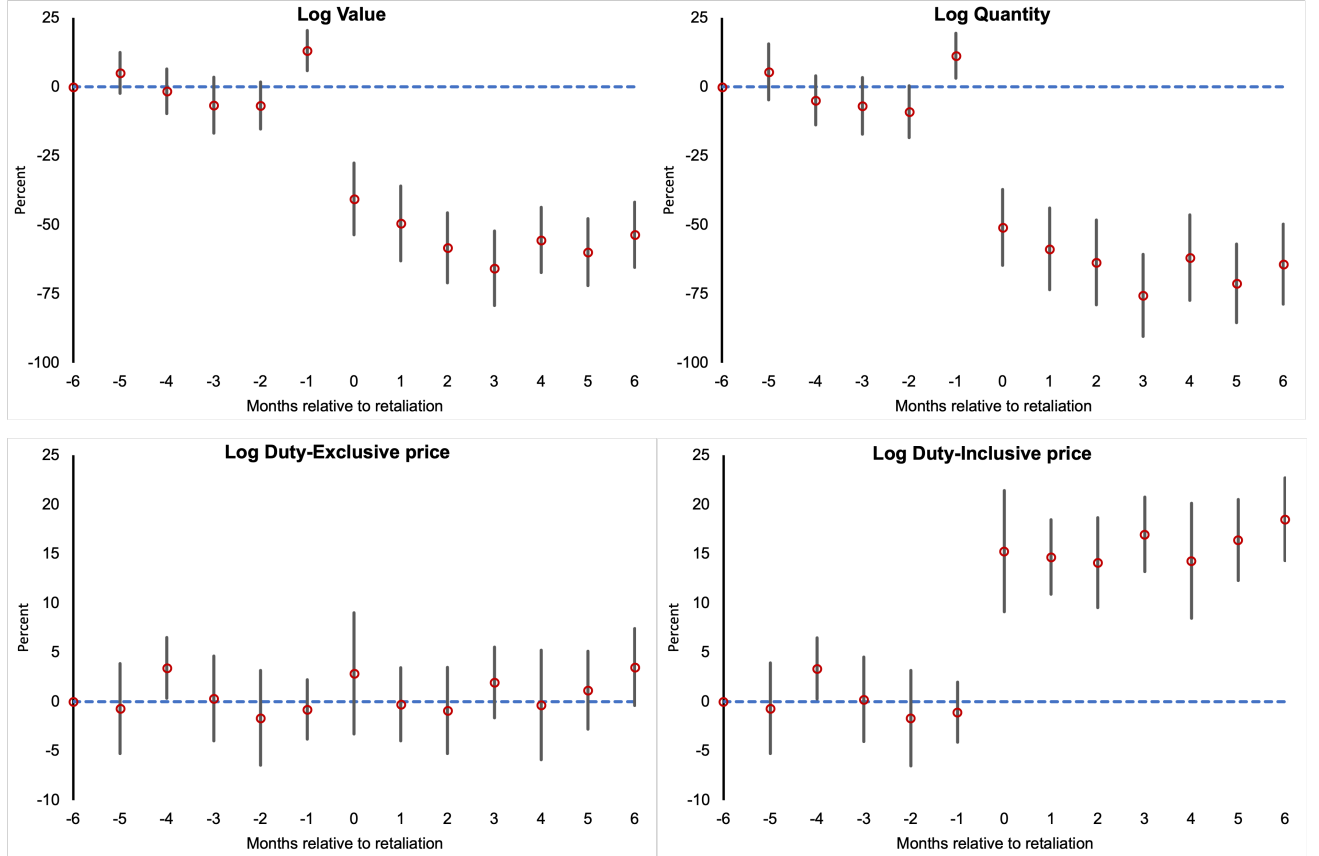 Log Value
25
0
-25
-50
-75
-100
Percent
-6 -5 -4 -3 -2 -1 0 1 2 3 4 5 6
Months relative to retaliation
Log Quantity
25
0
-25
-50
-75
-100
Percent
-6 -5 -4 -3 -2 -1 0 1 2 3 4 5 6
Months relative to retaliation
Log Duty-Exclusive price
25
20
15
10
5
0
-5
-10
Percent
-6 -5 -4 -3 -2 -1 0 1 2 3 4 5 6
Months relative to retaliation
Log Duty-Inclusive price
25
20
15
10
5
0
-5
-10
Percent
-6 -5 -4 -3 -2 -1 0 1 2 3 4 5 6
Months relative to retaliation